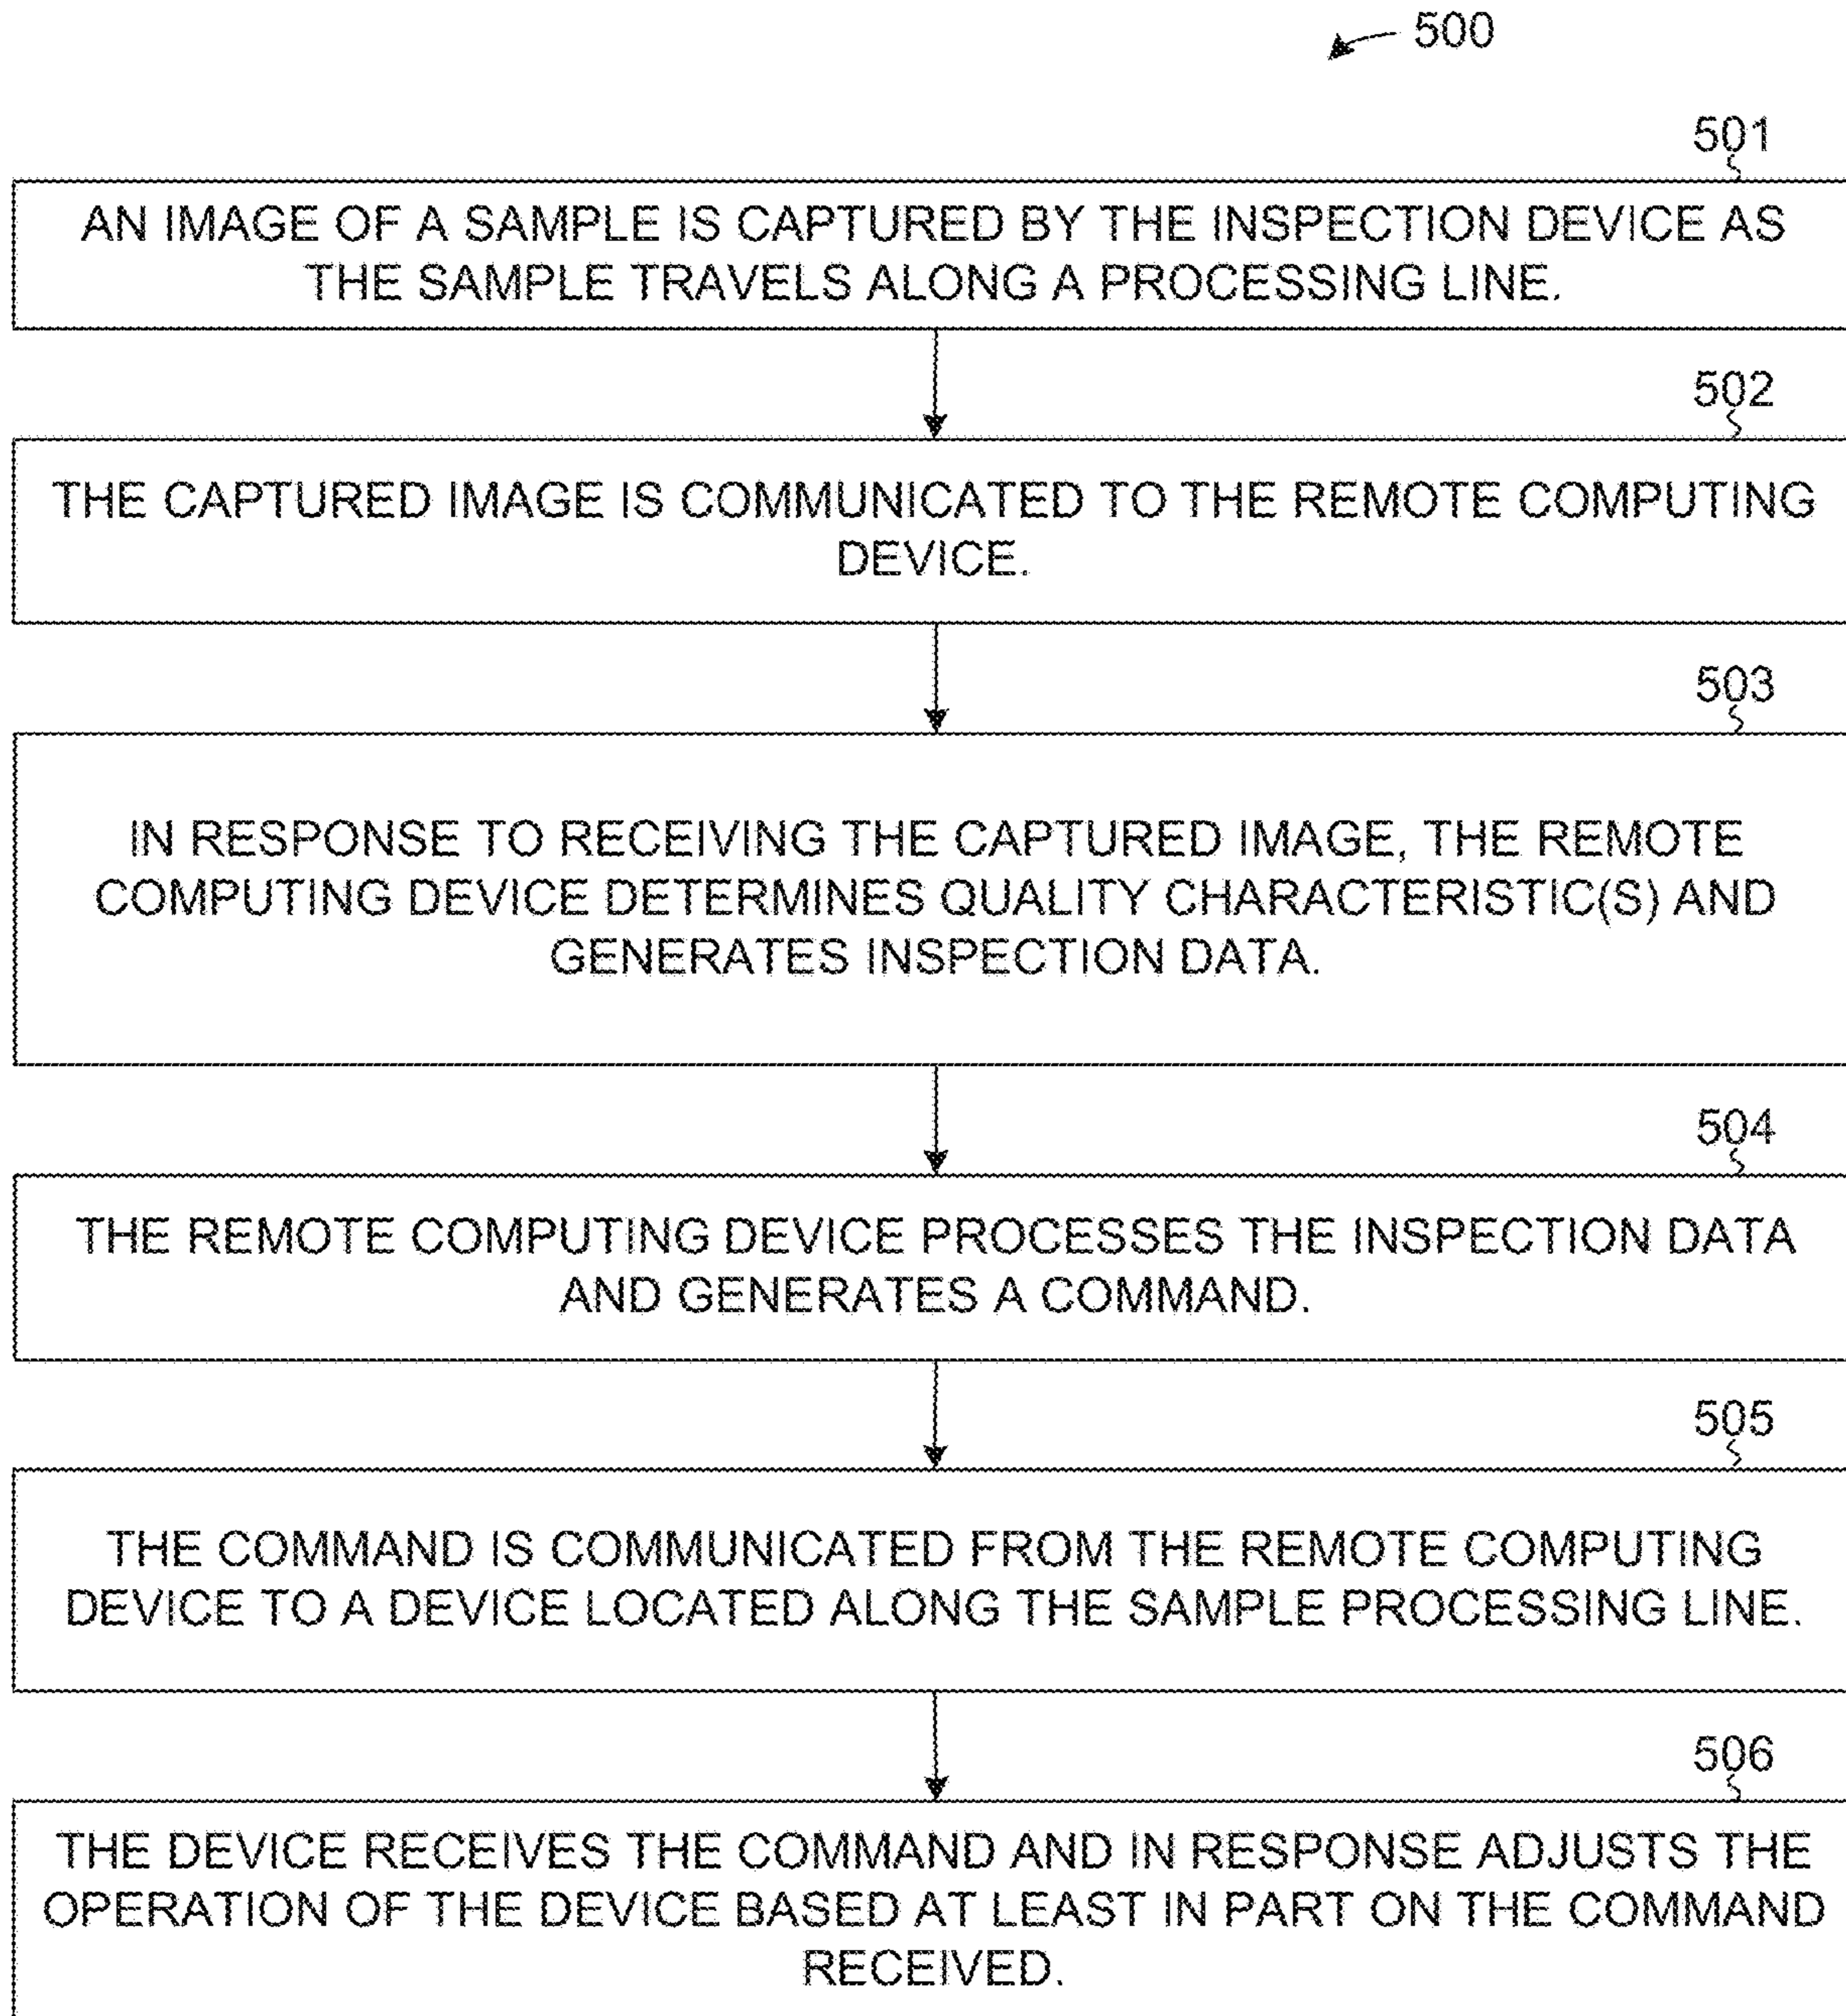 500
501
AN IMAGE OF A SAMPLE IS CAPTURED BY THE INSPECTION DEVICE AS
THE SAMPLE TRAVELS ALONG A PROCESSING LINE.
502
THE CAPTURED IMAGE IS COMMUNICATED TO THE REMOTE COMPUTING
DEVICE.
503
IN RESPONSE TO RECEIVING THE CAPTURED IMAGE, THE REMOTE
COMPUTING DEVICE DETERMINES QUALITY CHARACTERISTIC(S) AND
GENERATES INSPECTION DATA.
504
THE REMOTE COMPUTING DEVICE PROCESSES THE INSPECTION DATA
AND GENERATES A COMMAND.
505
THE COMMAND IS COMMUNICATED FROM THE REMOTE COMPUTING
DEVICE TO A DEVICE LOCATED ALONG THE SAMPLE PROCESSING LINE.
506
THE DEVICE RECEIVES THE COMMAND AND IN RESPONSE ADJUSTS THE
OPERATION OF THE DEVICE BASED AT LEAST IN PART ON THE COMMAND
RECEIVED.